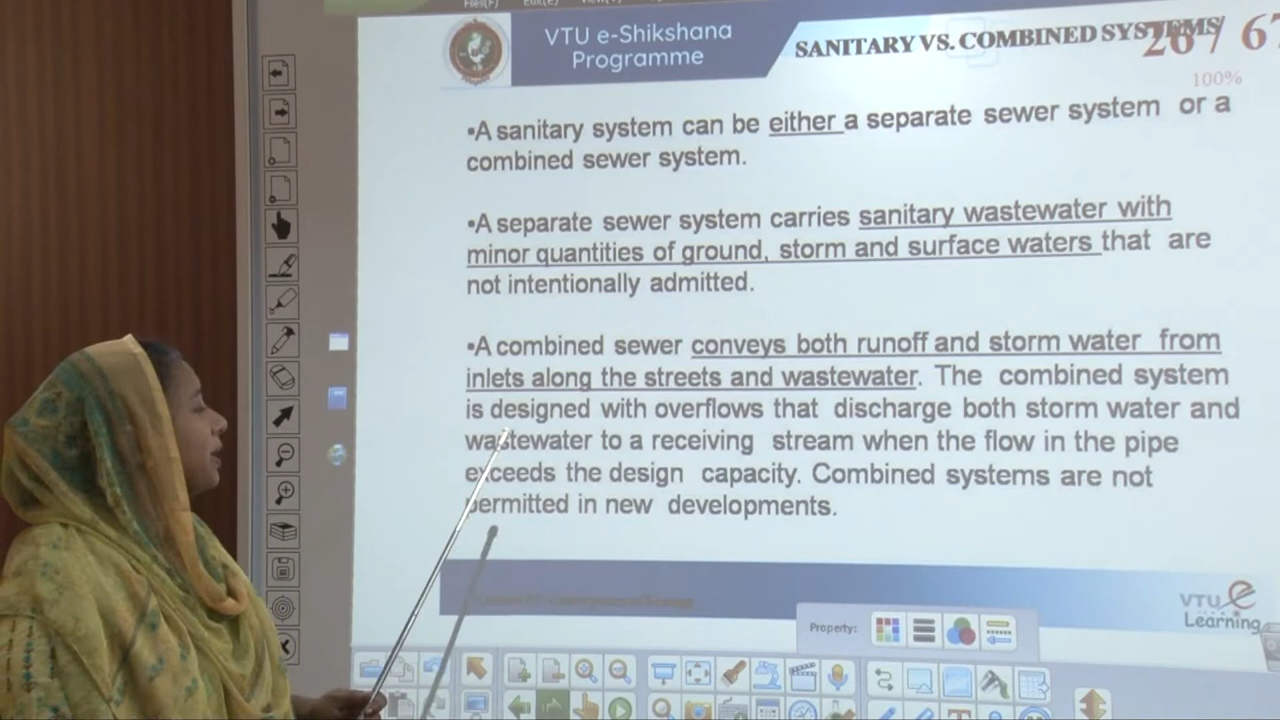 VTU e-Shikshana
Programme
SANITARY VS. COMBINED SYSTEMS
100%
•A sanitary system can be either a separate sewer system or a
combined sewer system.
•A separate sewer system carries sanitary wastewater with
minor quantities of ground, storm and surface waters that are
not intentionally admitted.
•A combined sewer conveys both runoff and storm water from
inlets along the streets and wastewater. The combined system
is designed with overflows that discharge both storm water and
wastewater to a receiving stream when the flow in the pipe
exceeds the design capacity. Combined systems are not
permitted in new developments.
VTU e
Learning
Property: